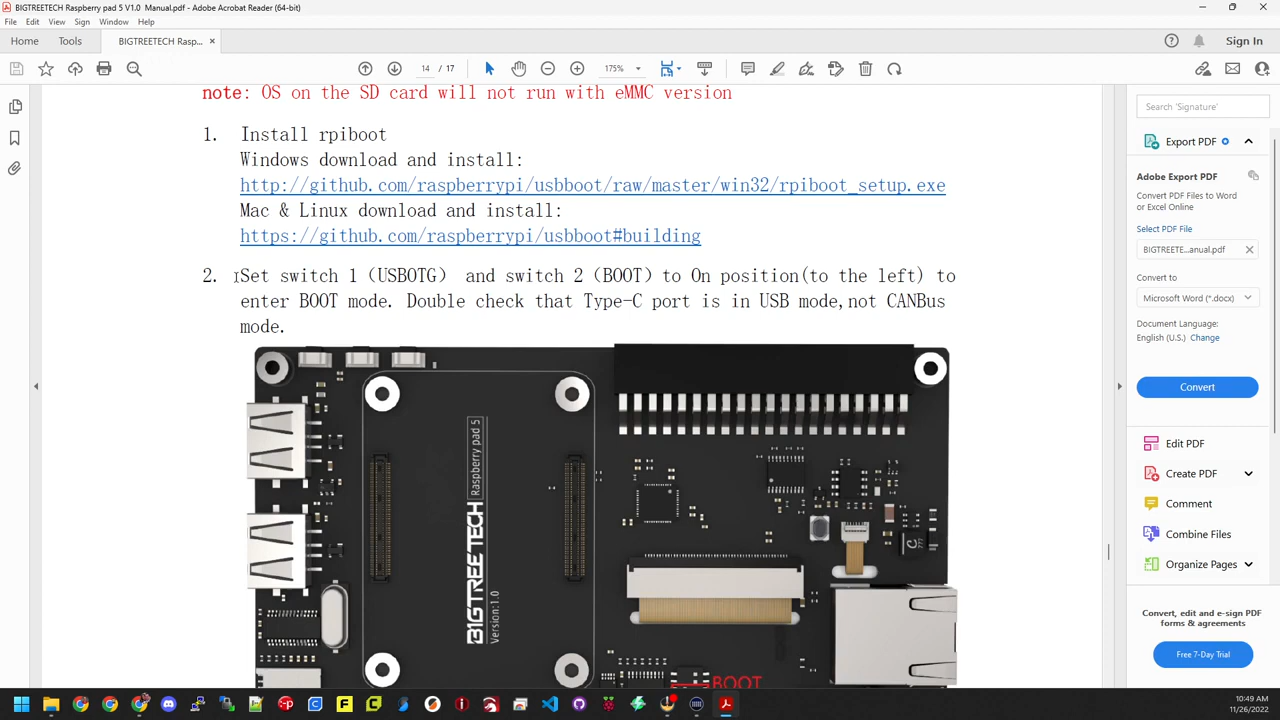 BIGTREETECH Raspberry pad 5 V1.0 Manual.pdf - Adobe Acrobat Reader (64-bit)
File Edit View Sign Window Help
Home Tools BIGTREETECH Rasp... Sign In
14 / 17 175%
note: OS on the SD card will not run with eMMC version
1. Install rpiboot
Windows download and install:
http://github.com/raspberrypi/usbboot/raw/master/win32/rpiboot_setup.exe
Mac & Linux download and install:
https://github.com/raspberrypi/usbboot#building
2. Set switch 1（USBOTG） and switch 2（BOOT）to On position(to the left) to
enter BOOT mode. Double check that Type-C port is in USB mode,not CANBus
mode.
Raspberry pad 5
BIGTREETECH
Version:1.0
BOOT
Search 'Signature'
Export PDF
Adobe Export PDF
Convert PDF Files to Word
or Excel Online
Select PDF File
BIGTREETE...anual.pdf
Convert to
Microsoft Word (*.docx)
Document Language:
English (U.S.) Change
Convert
Edit PDF
Create PDF
Comment
Combine Files
Organize Pages
Convert, edit and e-sign PDF
forms & agreements
Free 7-Day Trial
10:49 AM
11/26/2022